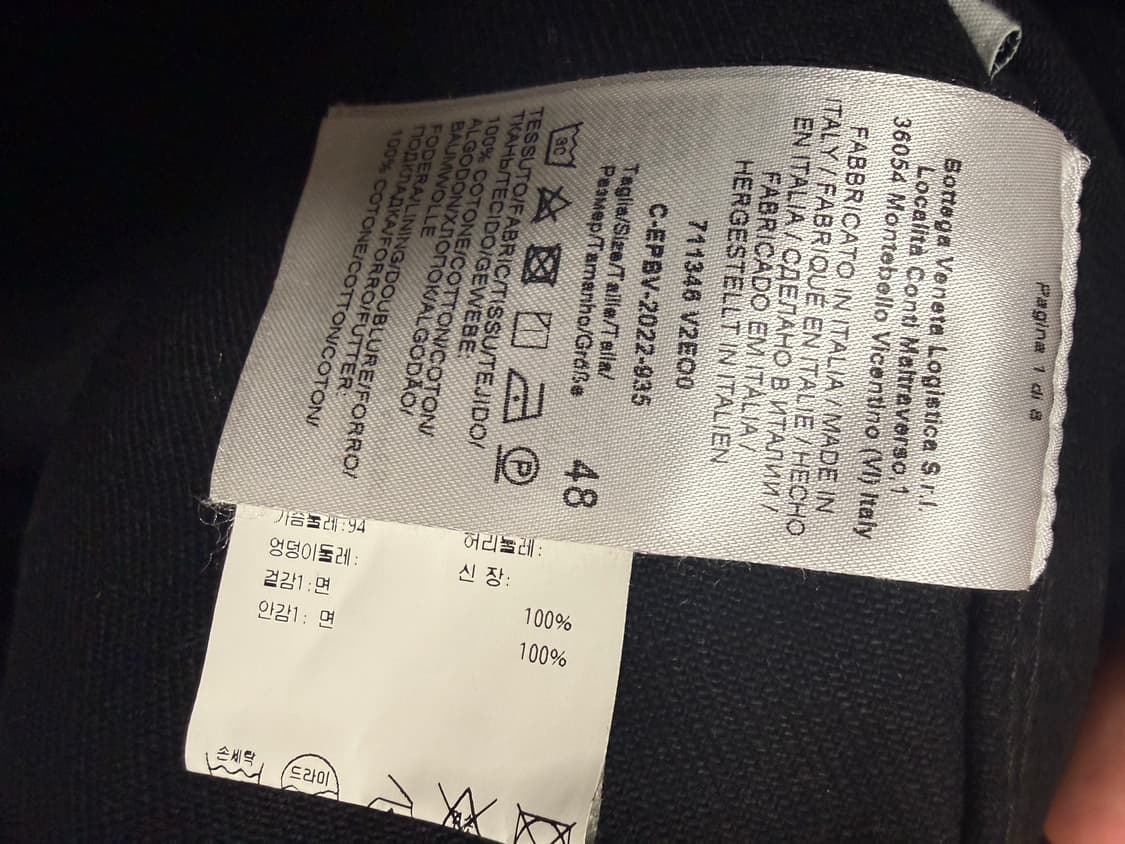 Pagina 1 di 8
Bottega Veneta Logistica S.r.l.
Località Conti Maltraverso,1
36054 Montebello Vicentino (VI) Italy
FABBRICATO IN ITALIA / MADE IN
ITALY / FABRIQUÉ EN ITALIE / HECHO
EN ITALIA / СДЕЛАНО В ИТАЛИИ /
FABRICADO EM ITALIA /
HERGESTELLT IN ITALIEN
711346 V2EO0
C-EPBV-2022-935
Taglia/Size/Taille/Talla/
Размер/Tamanho/Größe
48
30
P
TESSUTO/FABRIC/TISSU/TEJIDO/
ТКАНЬ/TECIDO/GEWEBE:
100% COTONE/COTTON/COTON/
ALGODON/ХЛОПОК/ALGODÃO/
BAUMWOLLE
FODERA/LINING/DOUBLURE/FORRO/
ПОДКЛАДКА/FORRO/FUTTER:
100% COTONE/COTTON/COTON/
가슴둘레:94 허리둘레:
엉덩이둘레: 신 장:
겉감1:면 100%
안감1: 면 100%
손세탁
드라이